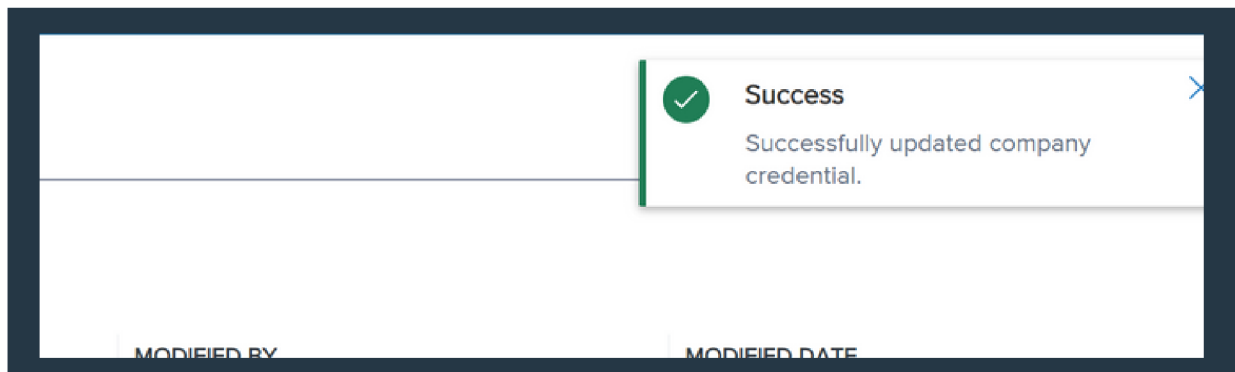 Success
Successfully updated company
credential.
MODIFIED BY
MODIFIED DATE